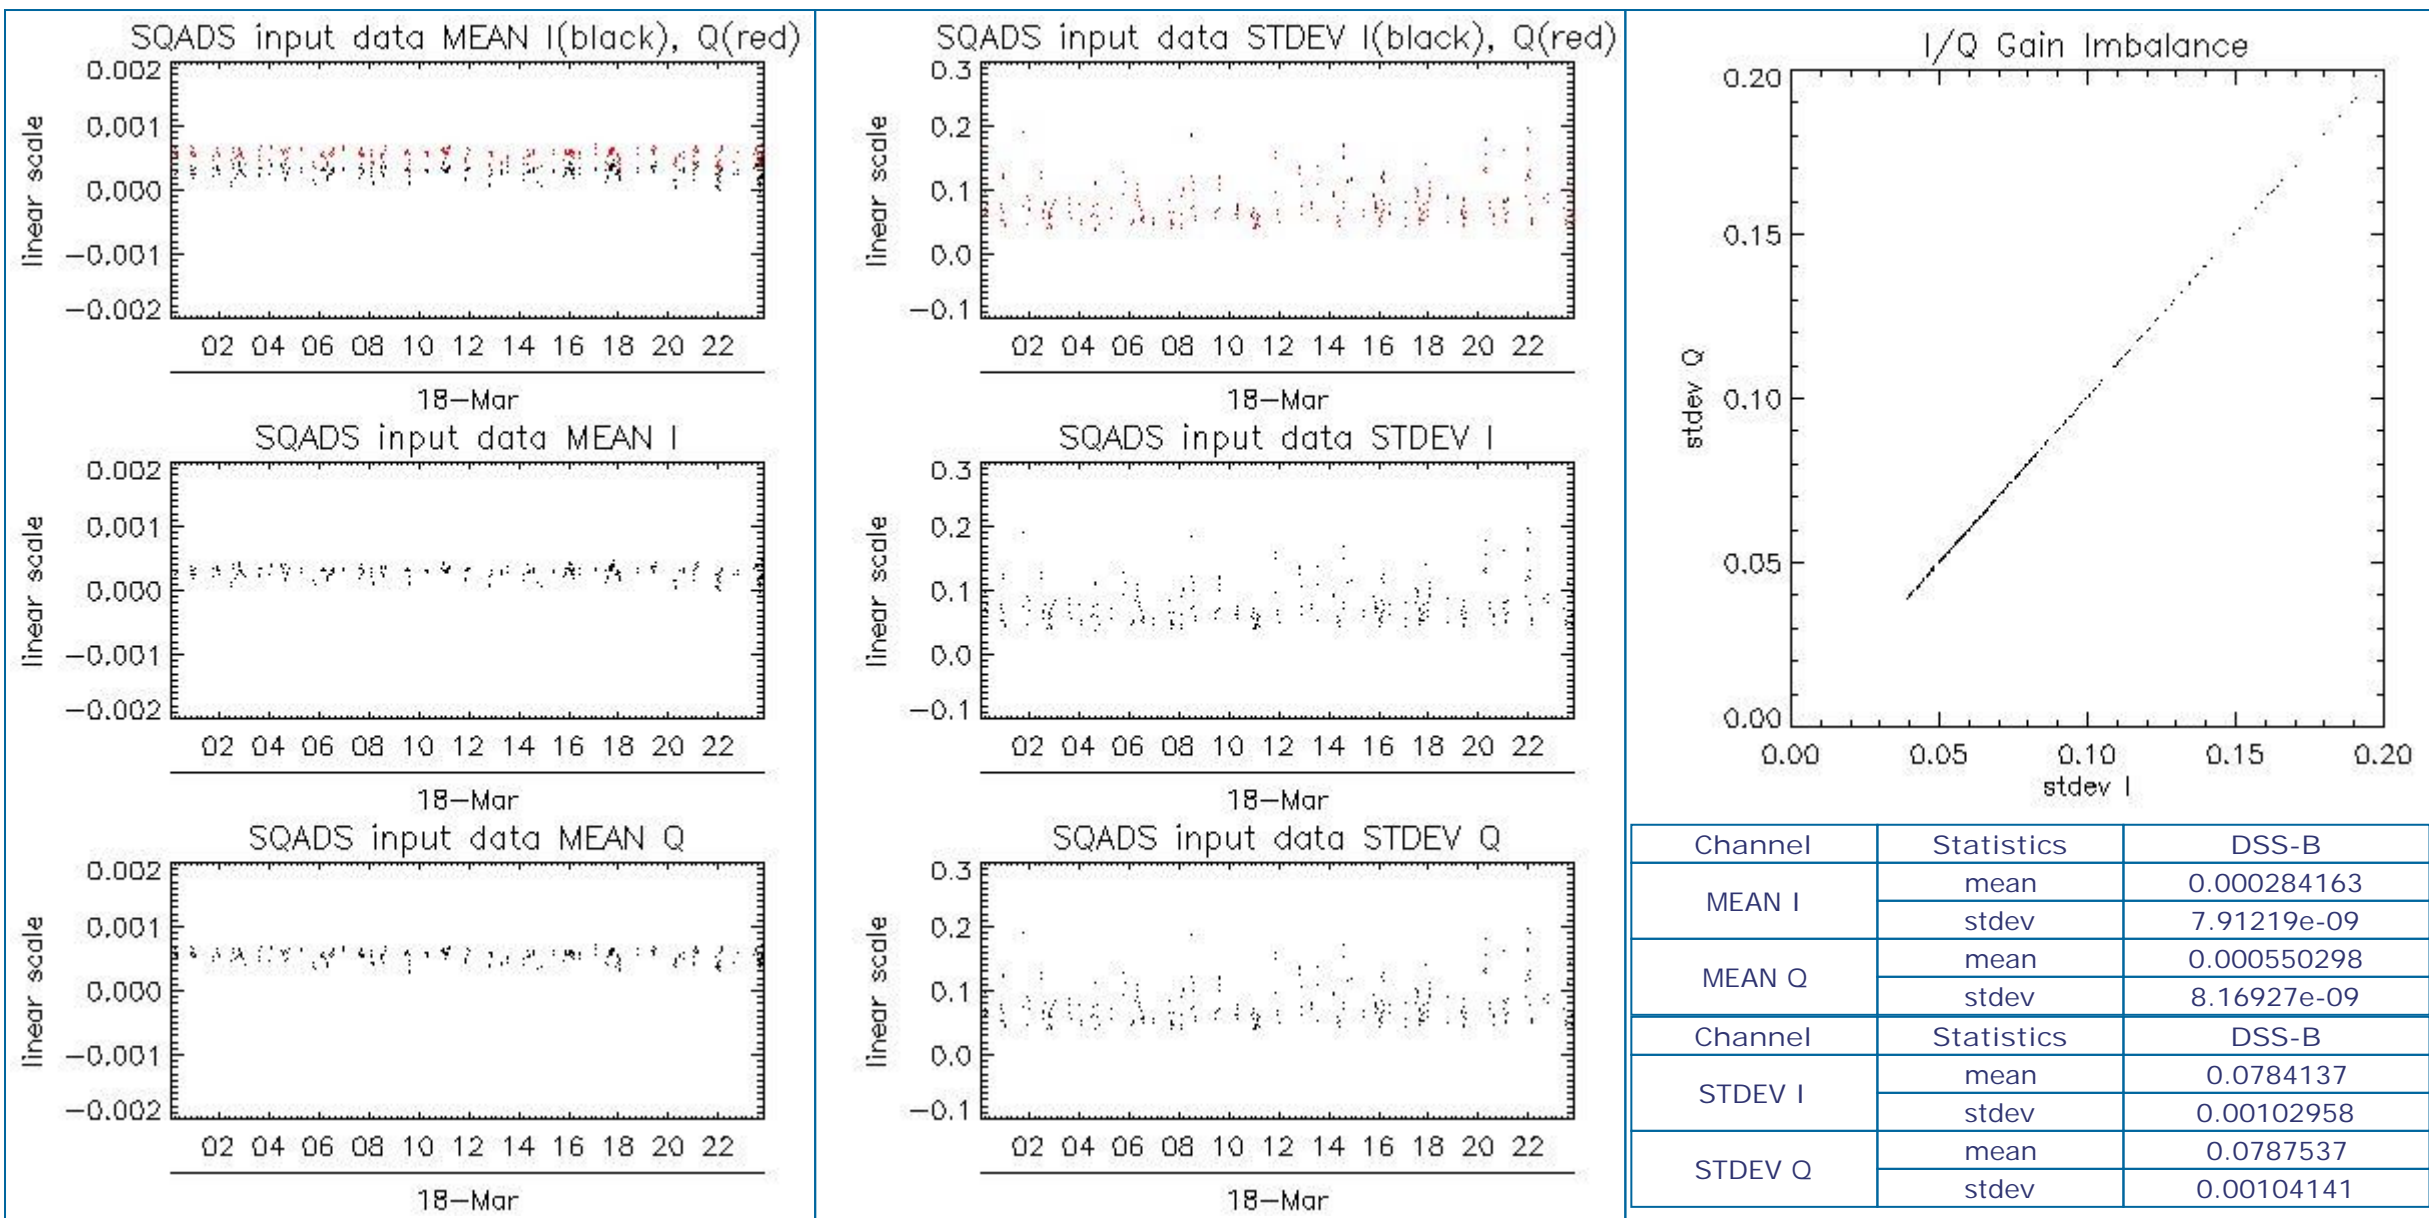 SQADS input data MEAN I(black), Q(red)
linear scale
0.002
0.001
0.000
−0.001
−0.002
02 04 06 08 10 12 14 16 18 20 22
18−Mar
SQADS input data MEAN I
linear scale
0.002
0.001
0.000
−0.001
−0.002
02 04 06 08 10 12 14 16 18 20 22
18−Mar
SQADS input data MEAN Q
linear scale
0.002
0.001
0.000
−0.001
−0.002
02 04 06 08 10 12 14 16 18 20 22
18−Mar
SQADS input data STDEV I(black), Q(red)
linear scale
0.3
0.2
0.1
0.0
−0.1
02 04 06 08 10 12 14 16 18 20 22
18−Mar
SQADS input data STDEV I
linear scale
0.3
0.2
0.1
0.0
−0.1
02 04 06 08 10 12 14 16 18 20 22
18−Mar
SQADS input data STDEV Q
linear scale
0.3
0.2
0.1
0.0
−0.1
02 04 06 08 10 12 14 16 18 20 22
18−Mar
I/Q Gain Imbalance
stdev Q
0.20
0.15
0.10
0.05
0.00
0.00 0.05 0.10 0.15 0.20
stdev I
Channel Statistics DSS-B
MEAN I mean 0.000284163
stdev 7.91219e-09
MEAN Q mean 0.000550298
stdev 8.16927e-09
Channel Statistics DSS-B
STDEV I mean 0.0784137
stdev 0.00102958
STDEV Q mean 0.0787537
stdev 0.00104141